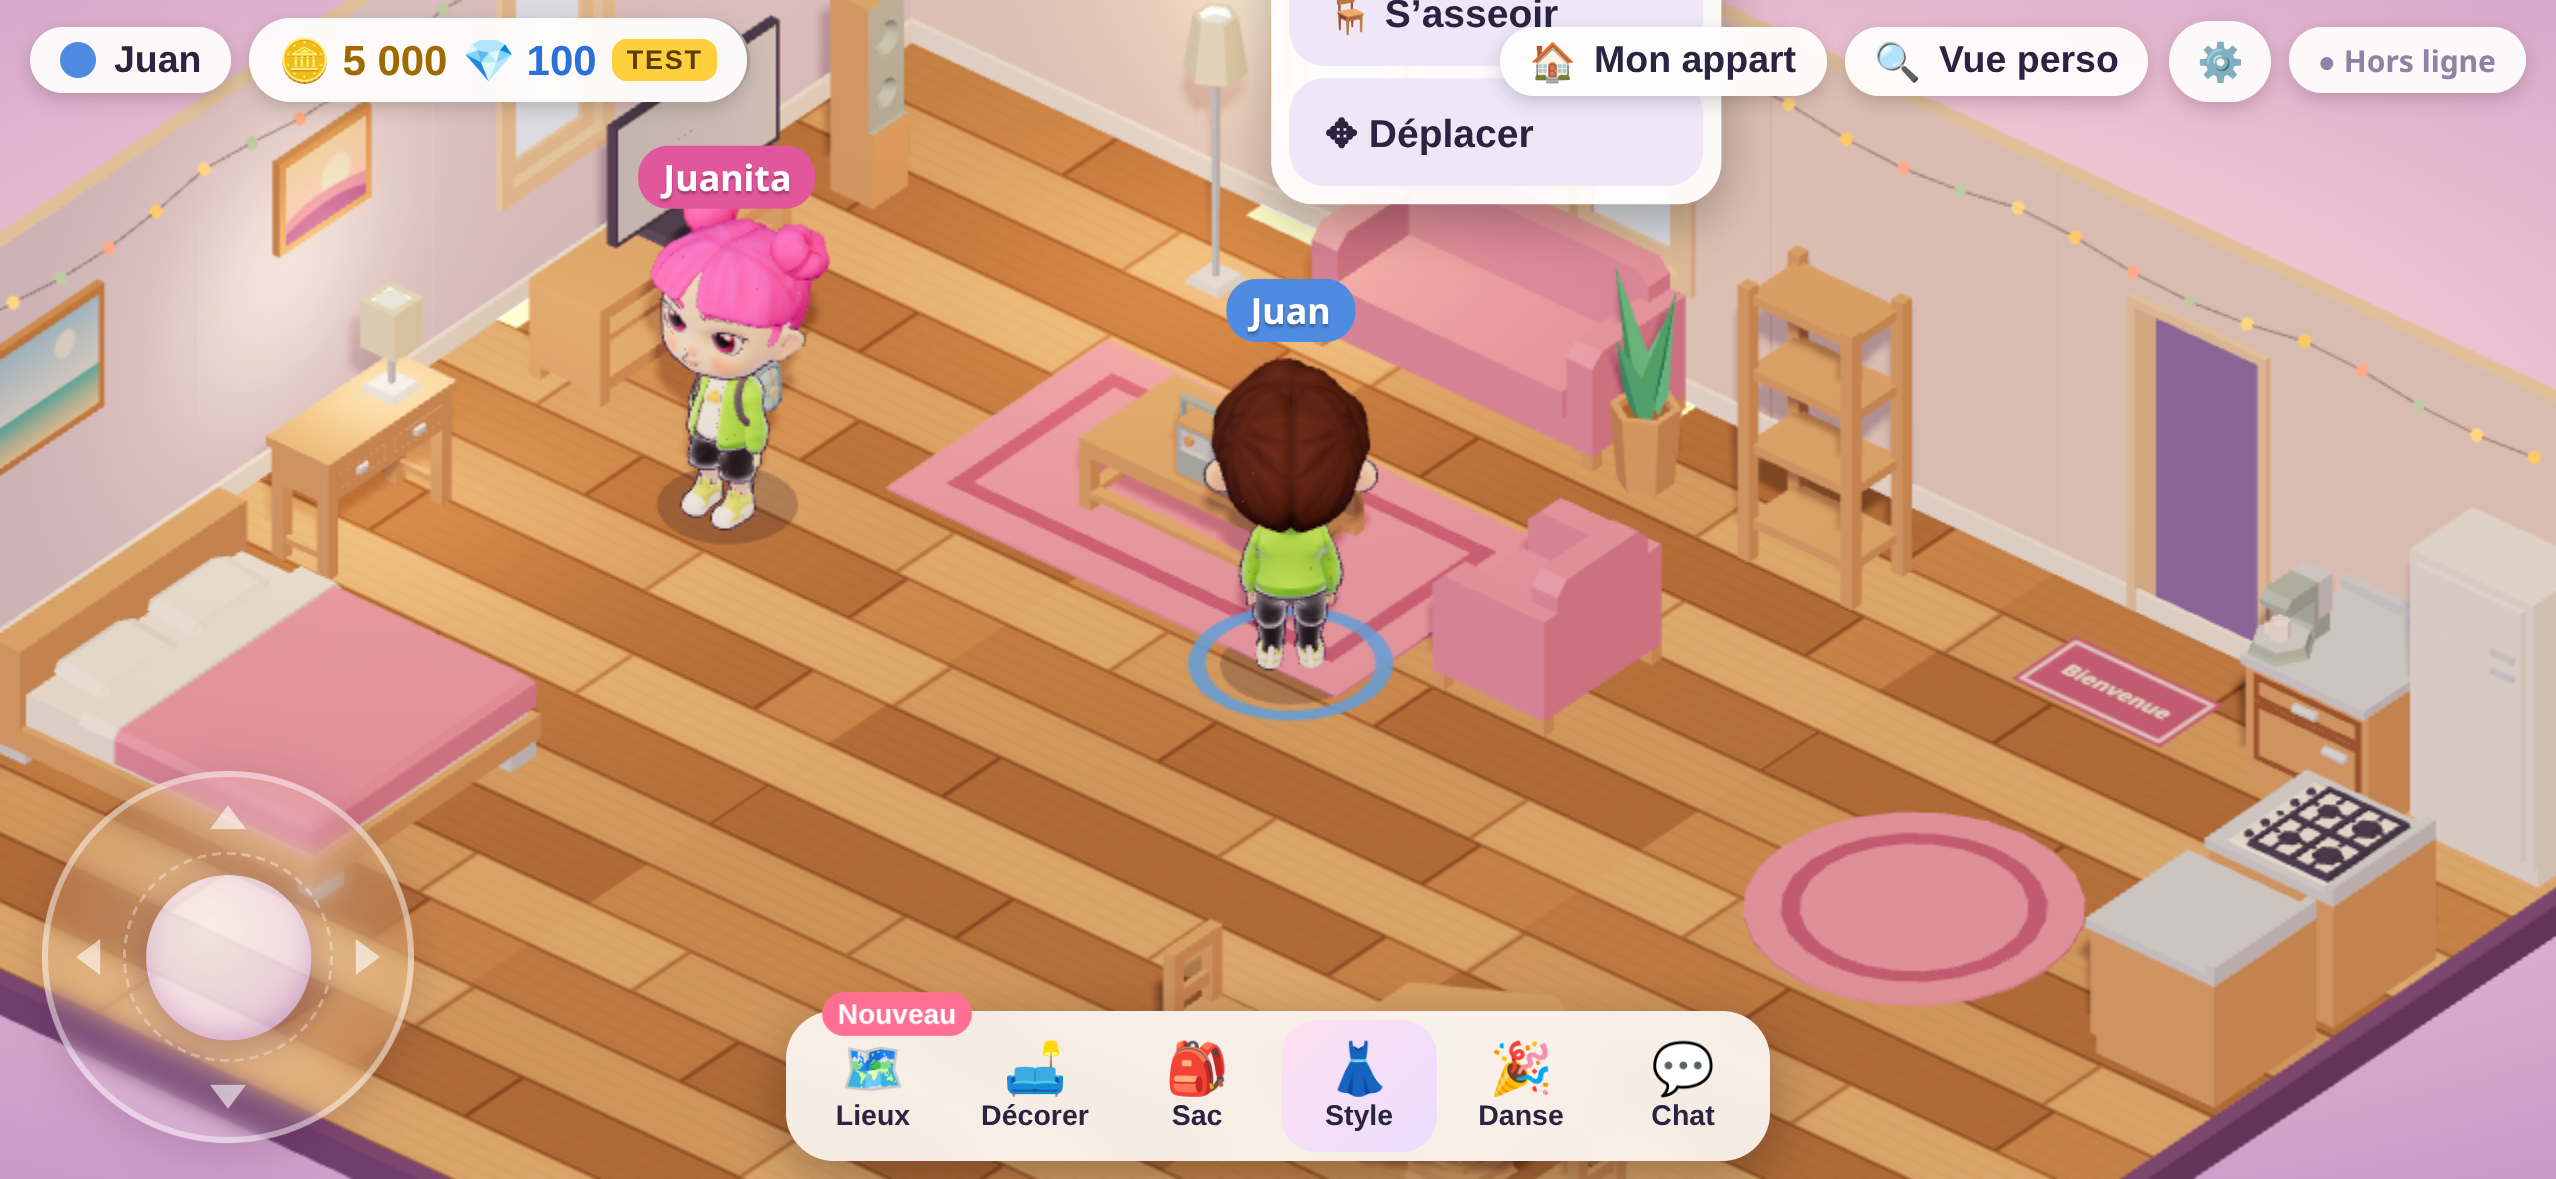 Juan
5 000 100 TEST
S'asseoir
Déplacer
Mon appart
Vue perso
Hors ligne
Juanita
Juan
Bienvenue
Nouveau
Lieux
Décorer
Sac
Style
Danse
Chat